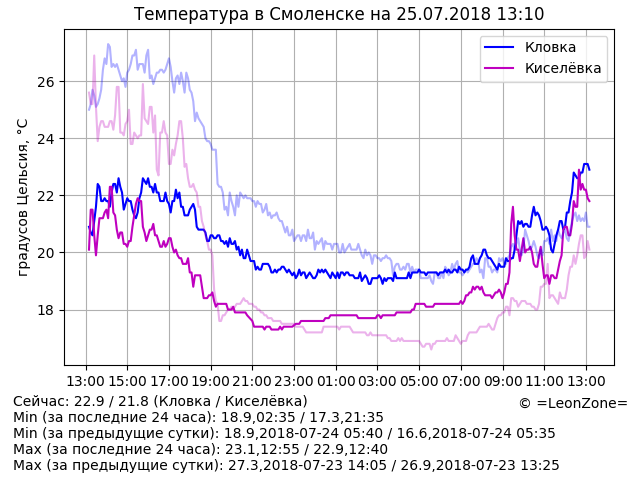 Температура в Смоленске на 25.07.2018 13:10
Кловка
Киселёвка
градусов Цельсия, °C
26
24
22
20
18
13:00 15:00 17:00 19:00 21:00 23:00 01:00 03:00 05:00 07:00 09:00 11:00 13:00
Сейчас: 22.9 / 21.8 (Кловка / Киселёвка)
© =LeonZone=
Min (за последние 24 часа): 18.9,02:35 / 17.3,21:35
Min (за предыдущие сутки): 18.9,2018-07-24 05:40 / 16.6,2018-07-24 05:35
Max (за последние 24 часа): 23.1,12:55 / 22.9,12:40
Max (за предыдущие сутки): 27.3,2018-07-23 14:05 / 26.9,2018-07-23 13:25